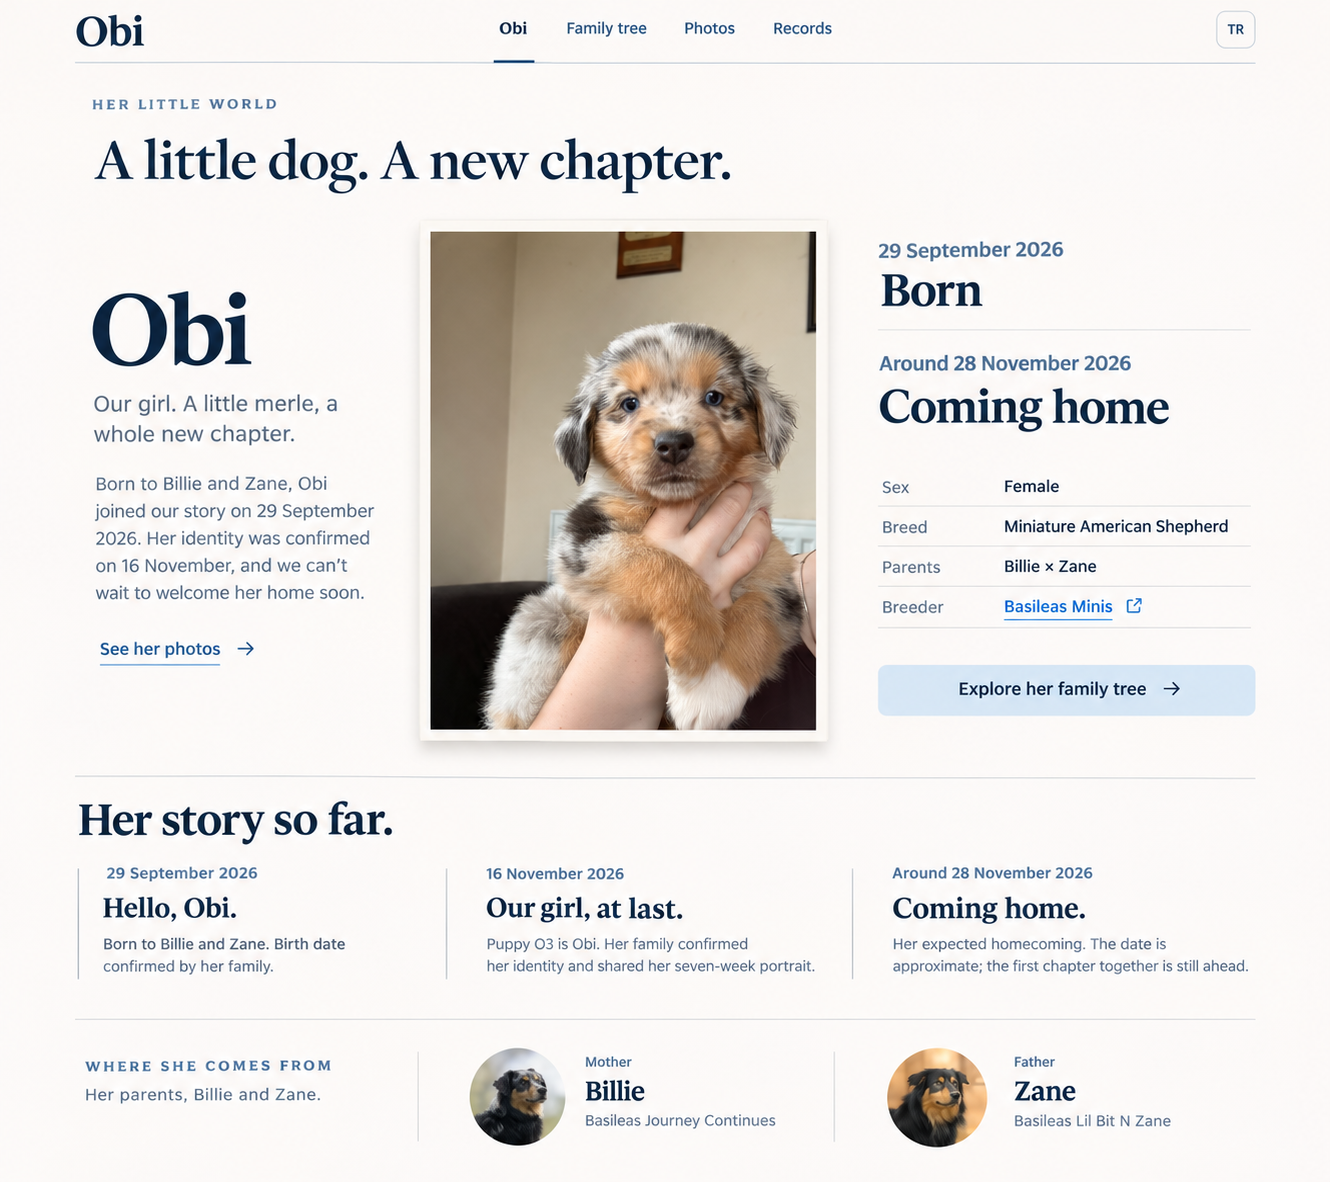 Obi
Obi
Family tree
Photos
Records
TR
HER LITTLE WORLD
A little dog. A new chapter.
Obi
Our girl. A little merle, a
whole new chapter.
Born to Billie and Zane, Obi
joined our story on 29 September
2026. Her identity was confirmed
on 16 November, and we can't
wait to welcome her home soon.
See her photos →
29 September 2026
Born
Around 28 November 2026
Coming home
Sex Female
Breed Miniature American Shepherd
Parents Billie × Zane
Breeder Basileas Minis
Explore her family tree →
Her story so far.
29 September 2026
Hello, Obi.
Born to Billie and Zane. Birth date
confirmed by her family.
16 November 2026
Our girl, at last.
Puppy O3 is Obi. Her family confirmed
her identity and shared her seven-week portrait.
Around 28 November 2026
Coming home.
Her expected homecoming. The date is
approximate; the first chapter together is still ahead.
WHERE SHE COMES FROM
Her parents, Billie and Zane.
Mother
Billie
Basileas Journey Continues
Father
Zane
Basileas Lil Bit N Zane